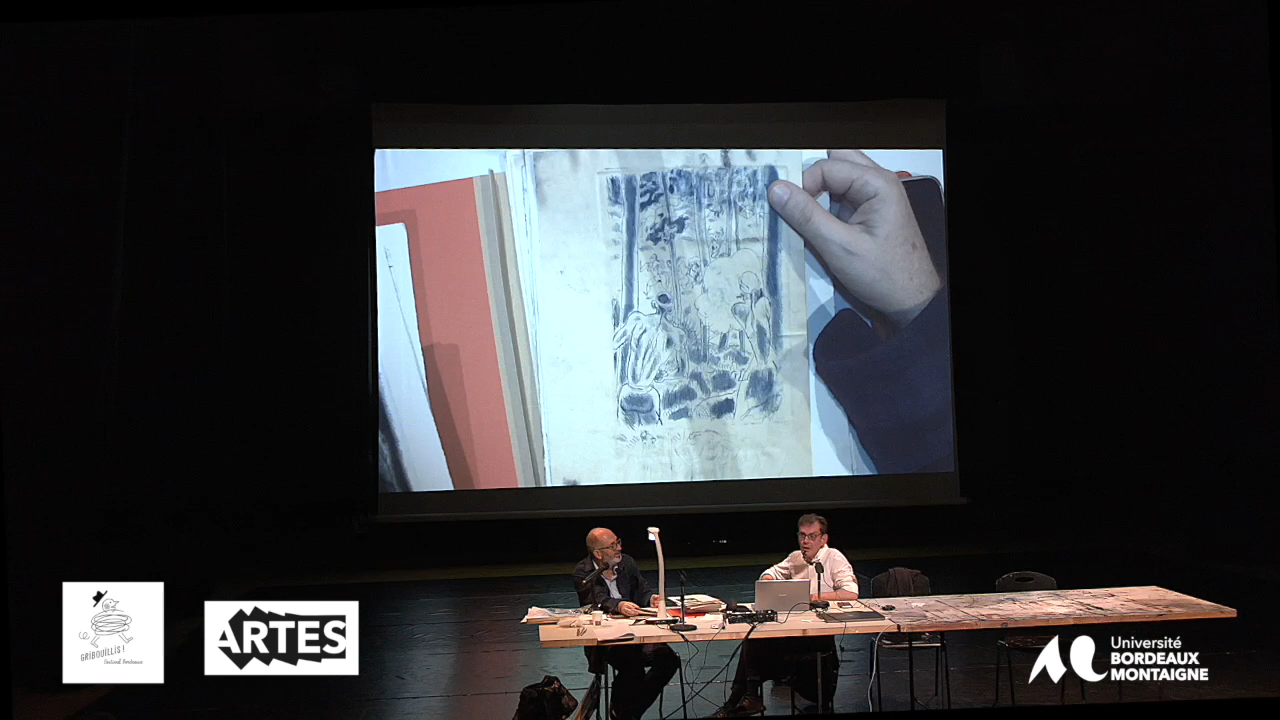 GRIBOUILLIS !
Festival Bordeaux
ARTES
Université
BORDEAUX
MONTAIGNE